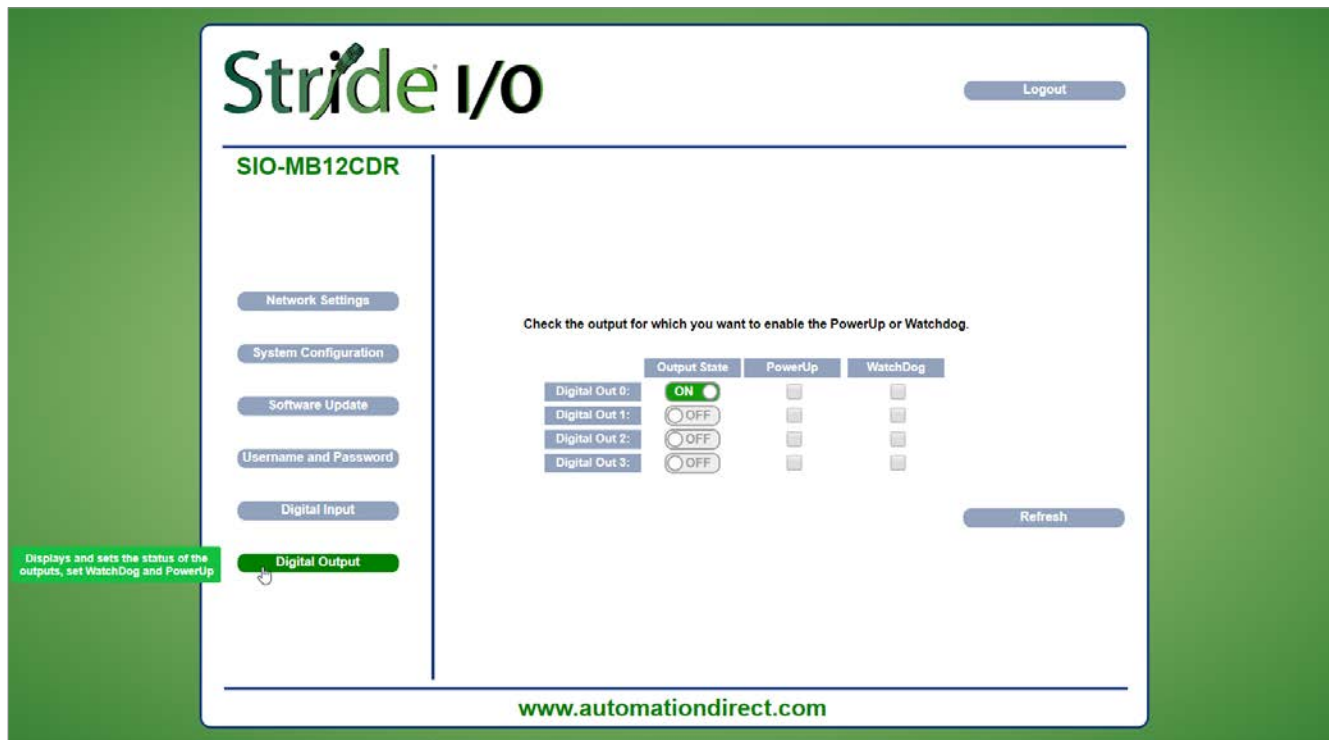 Stride® I/O
Logout
SIO-MB12CDR
Network Settings
System Configuration
Software Update
Username and Password
Digital Input
Digital Output
Displays and sets the status of the
outputs, set WatchDog and PowerUp
Check the output for which you want to enable the PowerUp or Watchdog.
Output State PowerUp WatchDog
Digital Out 0: ON
Digital Out 1: OFF
Digital Out 2: OFF
Digital Out 3: OFF
Refresh
www.automationdirect.com